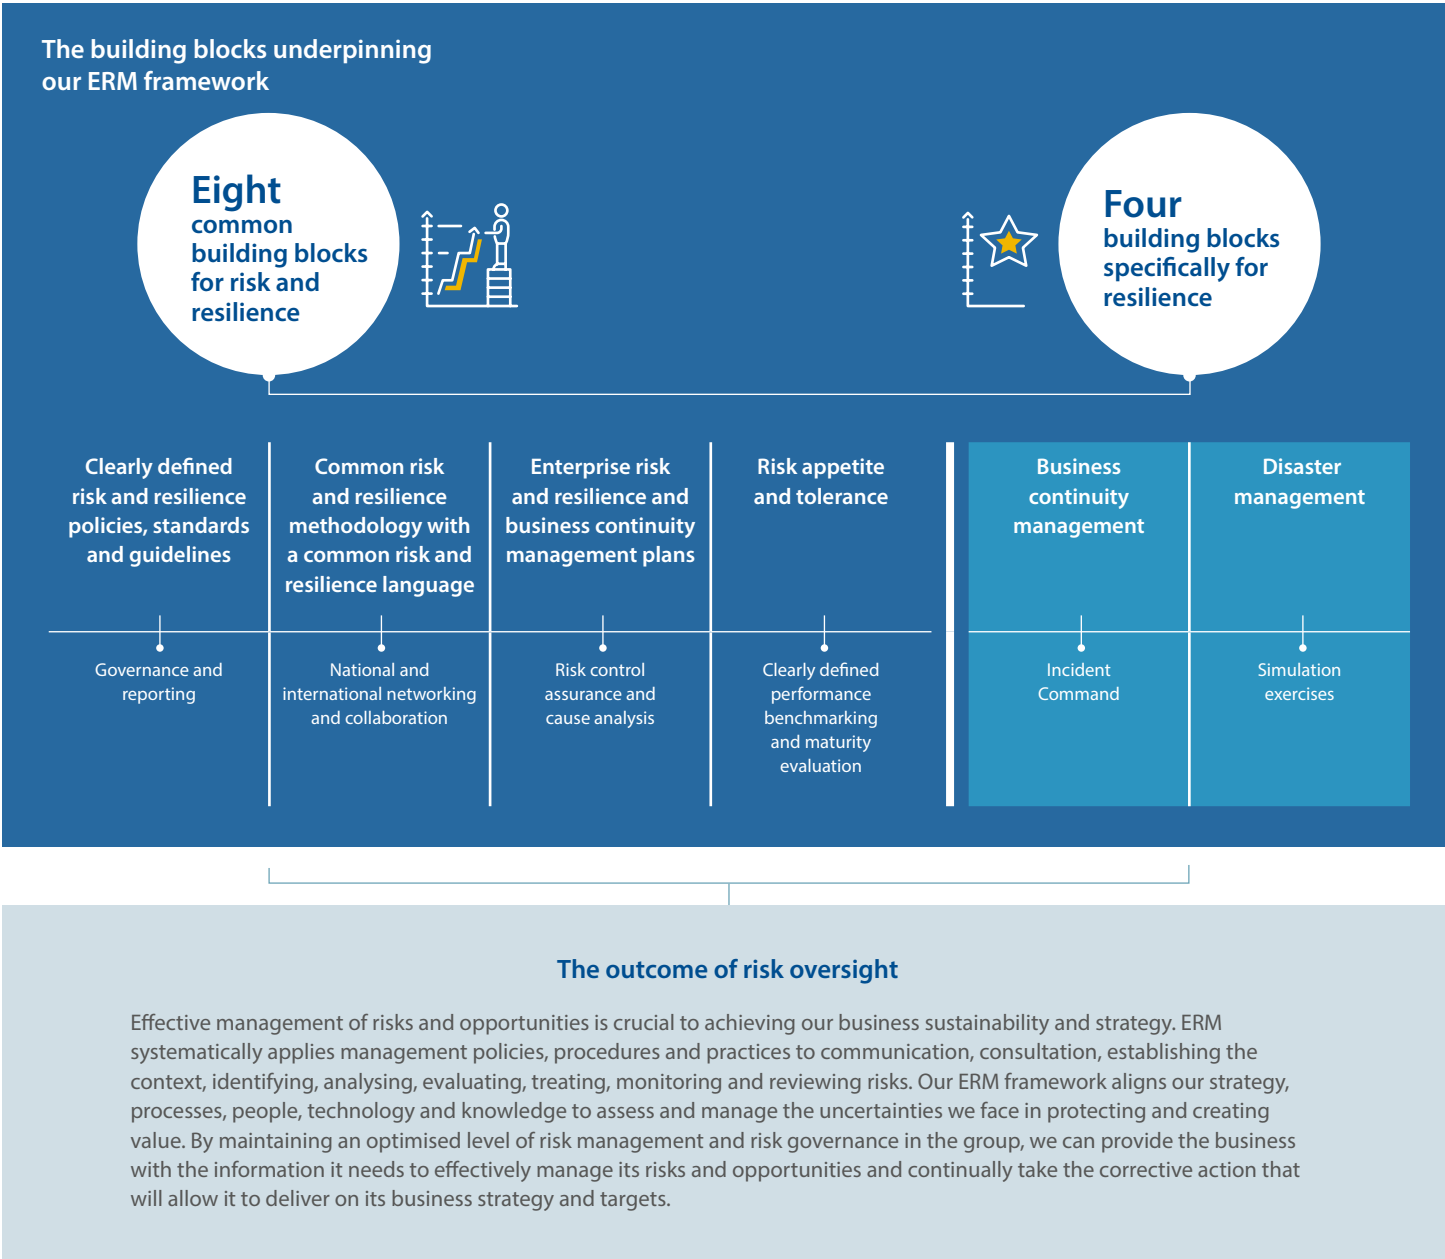 The building blocks underpinning
our ERM framework
Eight
common
building blocks
for risk and
resilience
Four
building blocks
specifically for
resilience
Clearly defined
risk and resilience
policies, standards
and guidelines
Common risk
and resilience
methodology with
a common risk and
resilience language
Enterprise risk
and resilience and
business continuity
management plans
Risk appetite
and tolerance
Business
continuity
management
Disaster
management
Governance and
reporting
National and
international networking
and collaboration
Risk control
assurance and
cause analysis
Clearly defined
performance
benchmarking
and maturity
evaluation
Incident
Command
Simulation
exercises
The outcome of risk oversight
Effective management of risks and opportunities is crucial to achieving our business sustainability and strategy. ERM
systematically applies management policies, procedures and practices to communication, consultation, establishing the
context, identifying, analysing, evaluating, treating, monitoring and reviewing risks. Our ERM framework aligns our strategy,
processes, people, technology and knowledge to assess and manage the uncertainties we face in protecting and creating
value. By maintaining an optimised level of risk management and risk governance in the group, we can provide the business
with the information it needs to effectively manage its risks and opportunities and continually take the corrective action that
will allow it to deliver on its business strategy and targets.